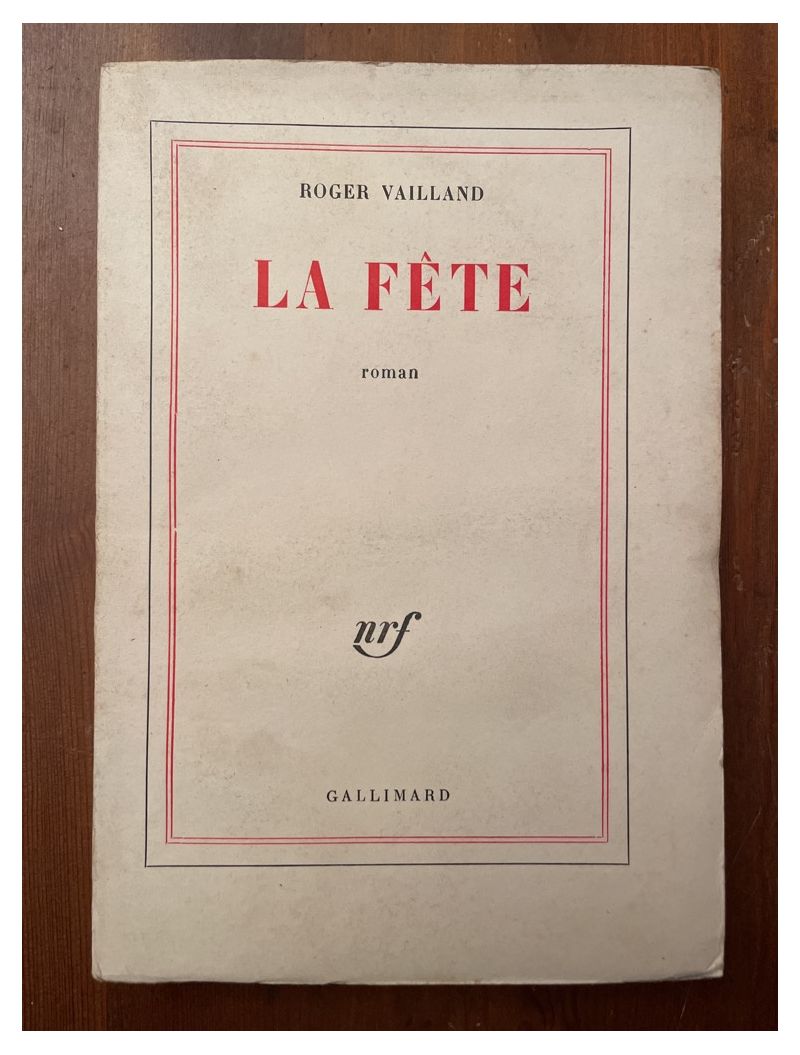 ROGER VAILLAND
LA FÊTE
roman
nrf
GALLIMARD